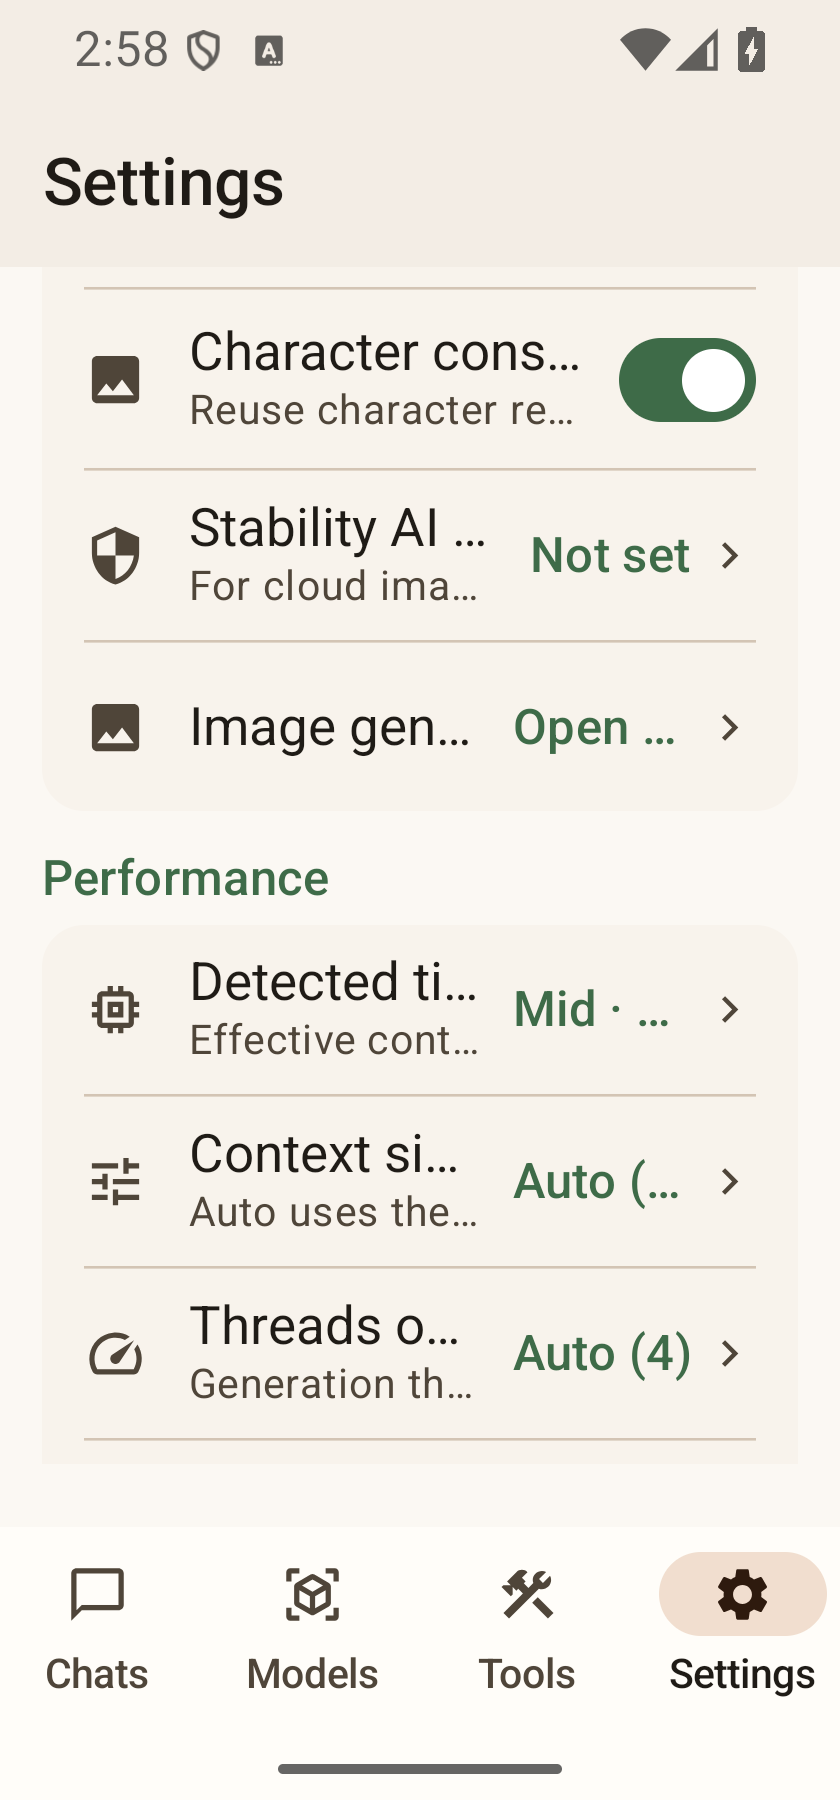 2:58
Settings
Character cons…
Reuse character re…
Stability AI …
For cloud ima…
Not set
Image gen…
Open …
Performance
Detected ti…
Effective cont…
Mid · …
Context si…
Auto uses the…
Auto (…
Threads o…
Generation th…
Auto (4)
Chats
Models
Tools
Settings